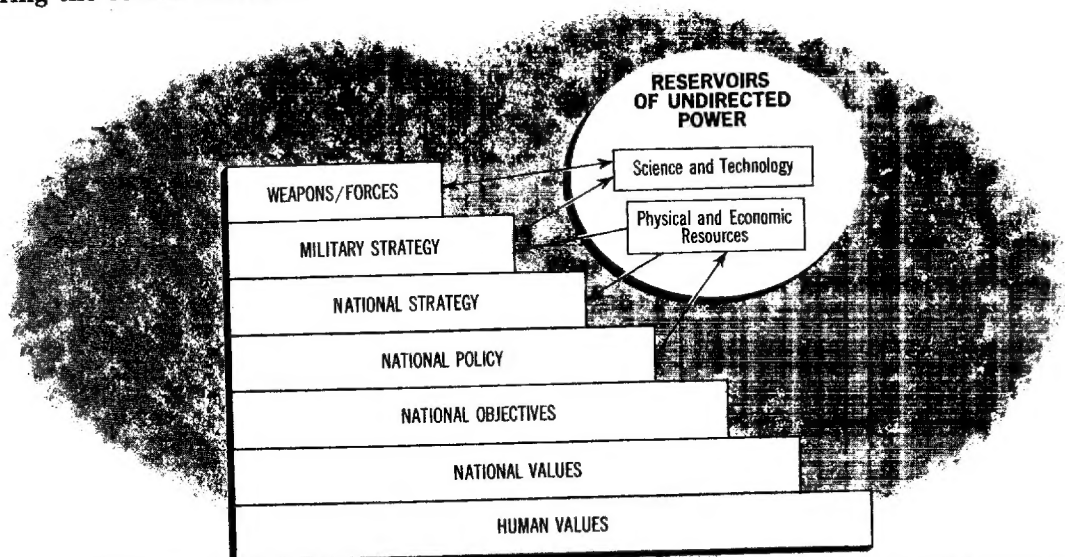 RESERVOIRS
OF UNDIRECTED
POWER
Science and Technology
Physical and Economic
Resources
WEAPONS/FORCES
MILITARY STRATEGY
NATIONAL STRATEGY
NATIONAL POLICY
NATIONAL OBJECTIVES
NATIONAL VALUES
HUMAN VALUES